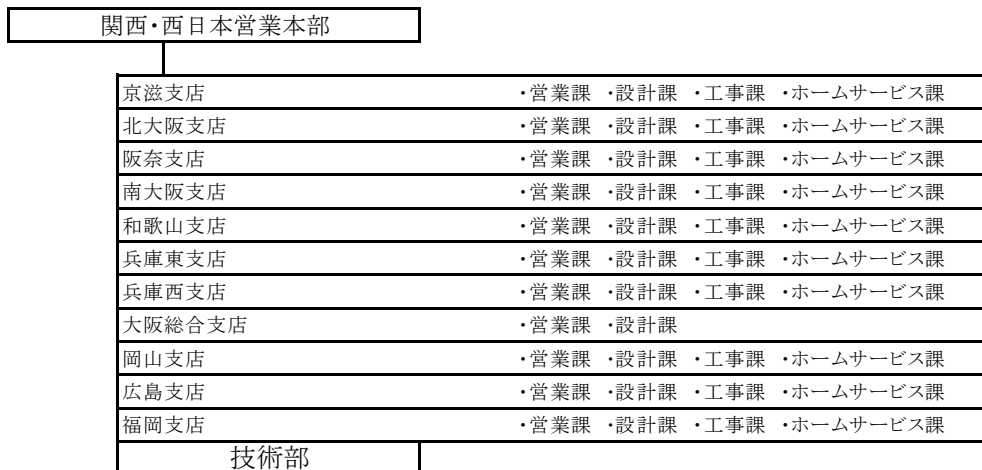 関西・西日本営業本部
京滋支店 ・営業課 ・設計課 ・工事課 ・ホームサービス課
北大阪支店 ・営業課 ・設計課 ・工事課 ・ホームサービス課
阪奈支店 ・営業課 ・設計課 ・工事課 ・ホームサービス課
南大阪支店 ・営業課 ・設計課 ・工事課 ・ホームサービス課
和歌山支店 ・営業課 ・設計課 ・工事課 ・ホームサービス課
兵庫東支店 ・営業課 ・設計課 ・工事課 ・ホームサービス課
兵庫西支店 ・営業課 ・設計課 ・工事課 ・ホームサービス課
大阪総合支店 ・営業課 ・設計課
岡山支店 ・営業課 ・設計課 ・工事課 ・ホームサービス課
広島支店 ・営業課 ・設計課 ・工事課 ・ホームサービス課
福岡支店 ・営業課 ・設計課 ・工事課 ・ホームサービス課
技術部